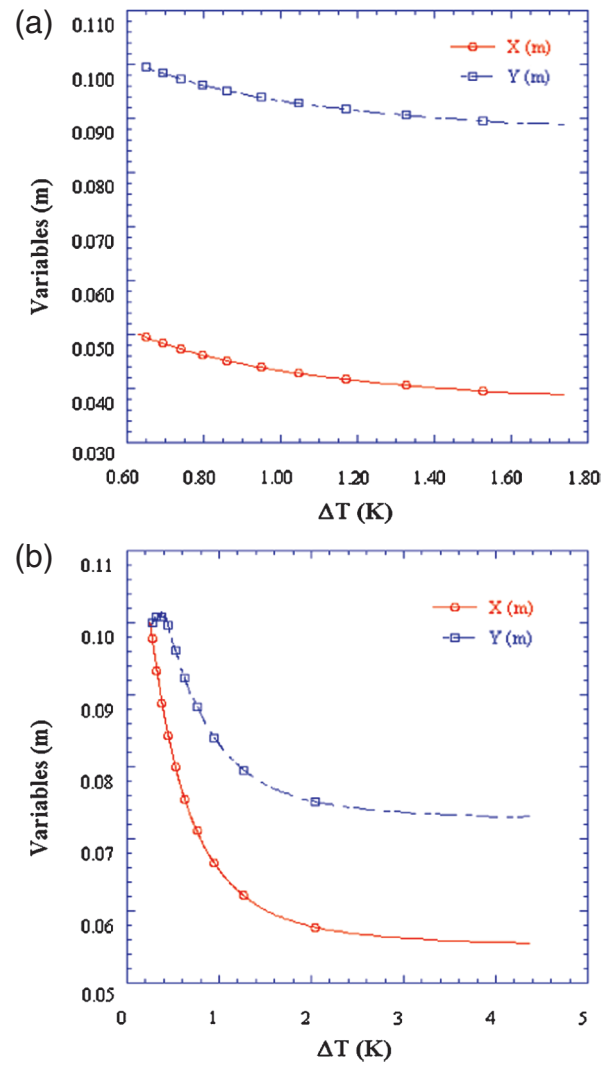 (a)
0.110
0.100
0.090
0.080
0.070
0.060
0.050
0.040
0.030
Variables (m)
X (m)
Y (m)
0.60 0.80 1.00 1.20 1.40 1.60 1.80
ΔT (K)
(b)
0.11
0.10
0.09
0.08
0.07
0.06
0.05
Variables (m)
X (m)
Y (m)
0 1 2 3 4 5
ΔT (K)